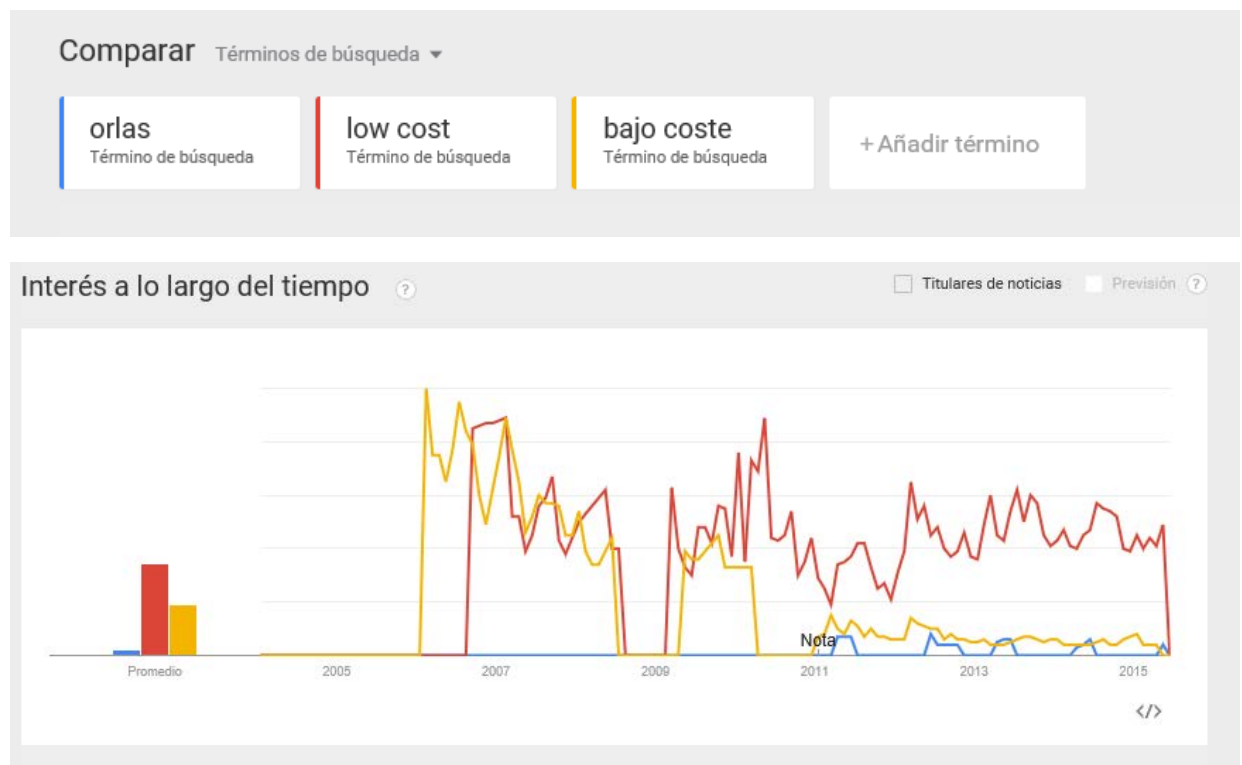 Comparar Términos de búsqueda
orlas
Término de búsqueda
low cost
Término de búsqueda
bajo coste
Término de búsqueda
+Añadir término
Interés a lo largo del tiempo ?
Titulares de noticias Previsión ?
Nota
Promedio 2005 2007 2009 2011 2013 2015
</>